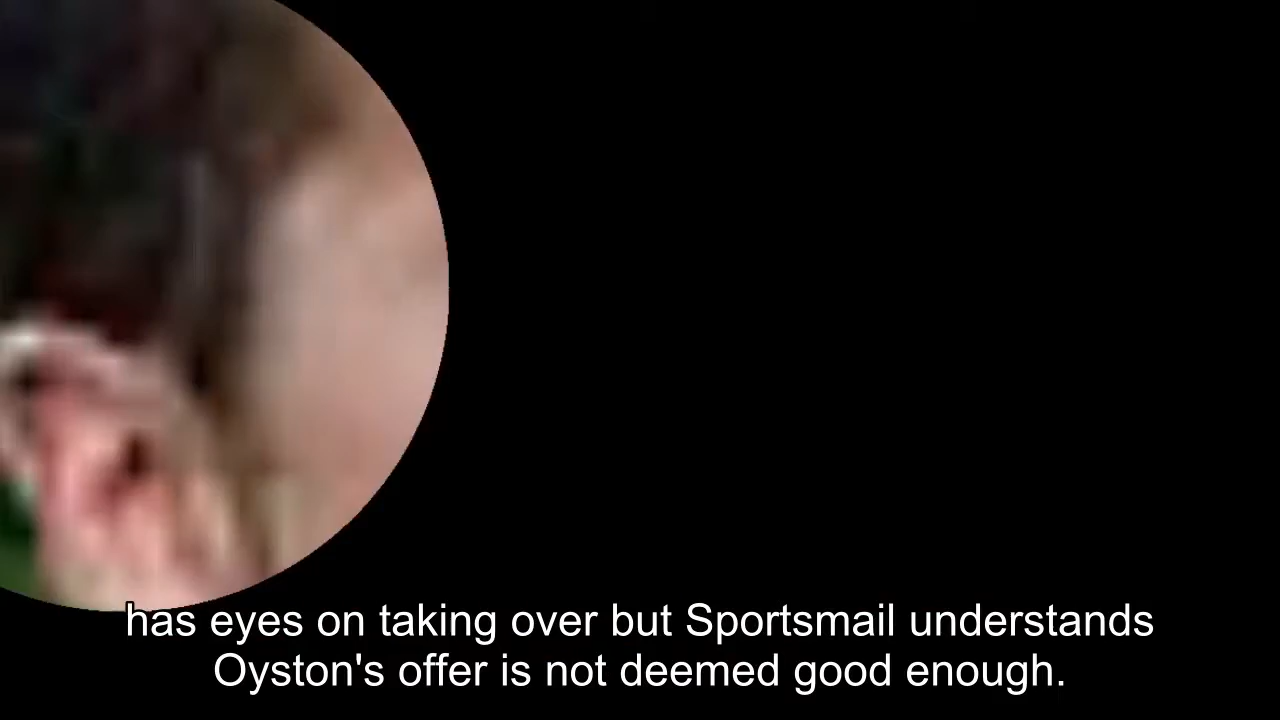 has eyes on taking over but Sportsmail understands
Oyston's offer is not deemed good enough.